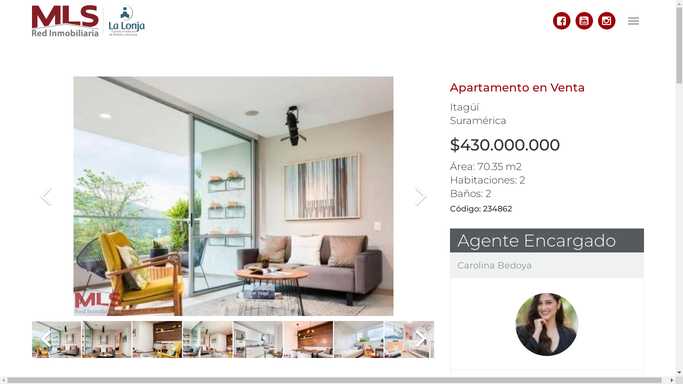 MLS
Red Inmobiliaria
La Lonja
Apartamento en Venta
Itagüí
Suramérica
$430.000.000
Área: 70.35 m2
Habitaciones: 2
Baños: 2
Código: 234862
Agente Encargado
Carolina Bedoya
MLS
Red Inmobiliaria